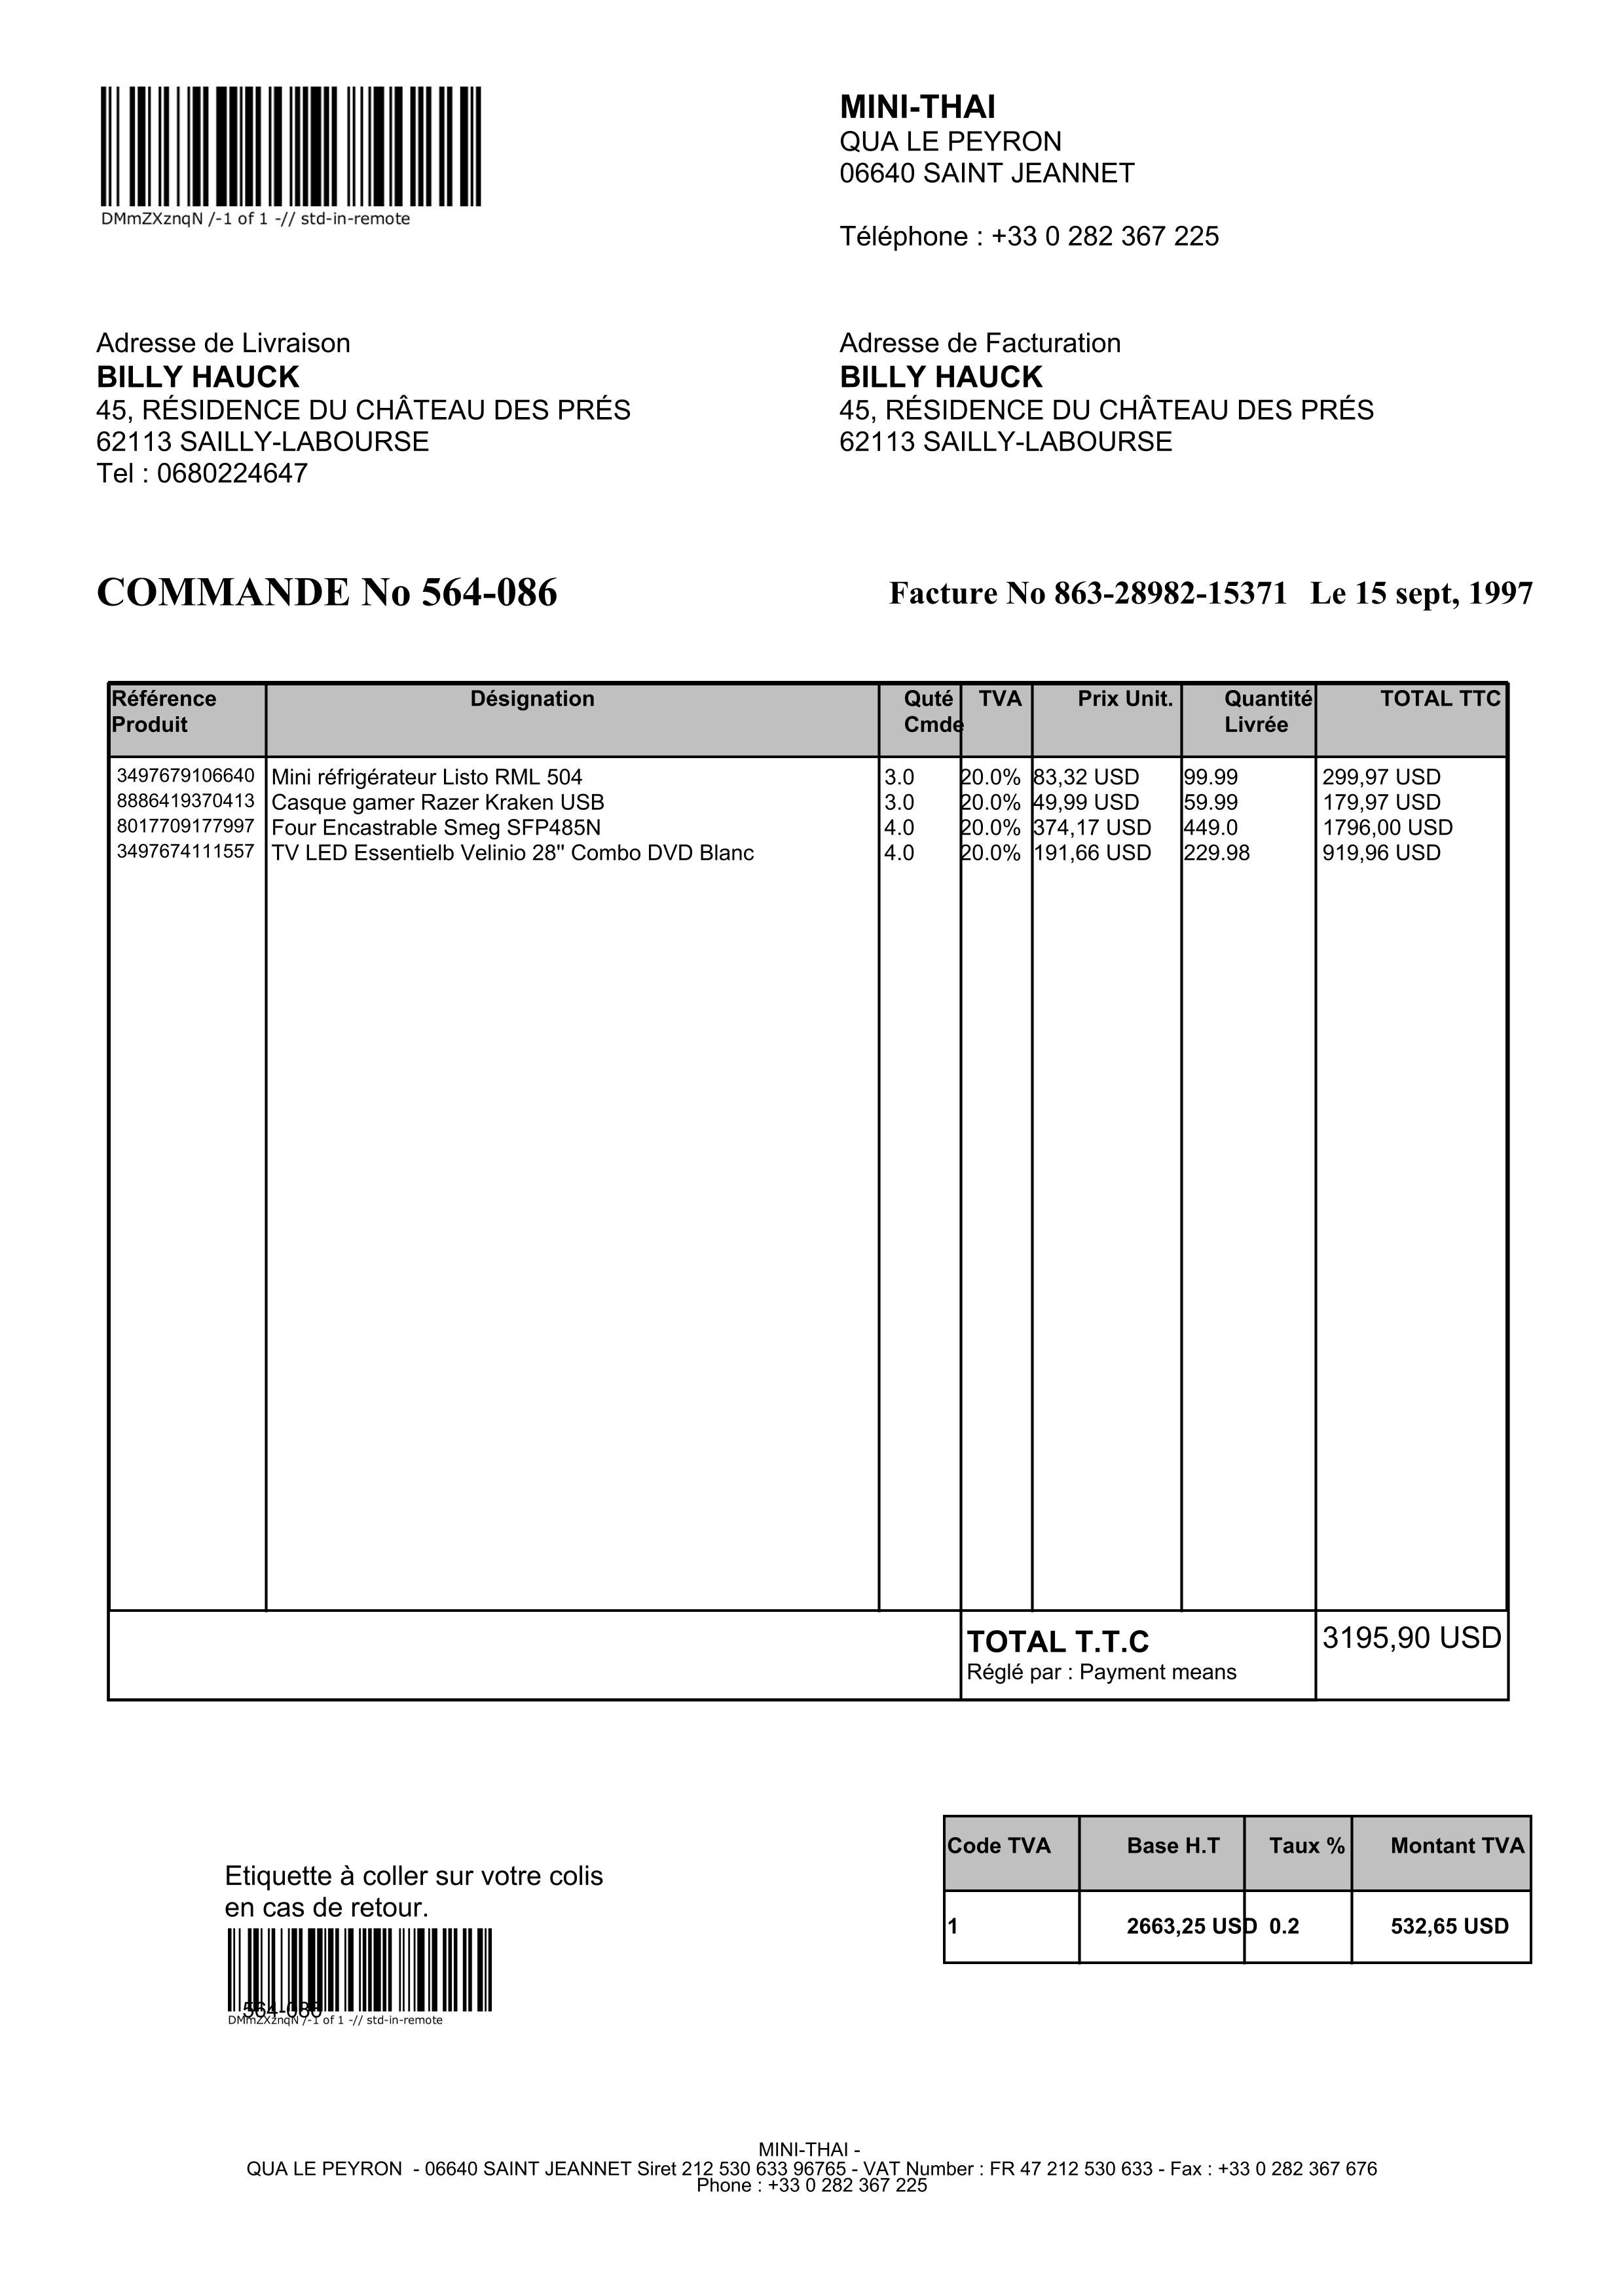 DMmZXznqN /-1 of 1 -// std-in-remote
MINI-THAI
QUA LE PEYRON
06640 SAINT JEANNET
Téléphone : +33 0 282 367 225
Adresse de Livraison
BILLY HAUCK
45, RÉSIDENCE DU CHÂTEAU DES PRÉS
62113 SAILLY-LABOURSE
Tel : 0680224647
Adresse de Facturation
BILLY HAUCK
45, RÉSIDENCE DU CHÂTEAU DES PRÉS
62113 SAILLY-LABOURSE
COMMANDE No 564-086
Facture No 863-28982-15371 Le 15 sept, 1997
Référence Produit Désignation Quté Cmde TVA Prix Unit. Quantité Livrée TOTAL TTC
3497679106640 Mini réfrigérateur Listo RML 504 3.0 20.0% 83,32 USD 99.99 299,97 USD
8886419370413 Casque gamer Razer Kraken USB 3.0 20.0% 49,99 USD 59.99 179,97 USD
8017709177997 Four Encastrable Smeg SFP485N 4.0 20.0% 374,17 USD 449.0 1796,00 USD
3497674111557 TV LED Essentielb Velinio 28" Combo DVD Blanc 4.0 20.0% 191,66 USD 229.98 919,96 USD
TOTAL T.T.C 3195,90 USD
Réglé par : Payment means
Code TVA Base H.T Taux % Montant TVA
1 2663,25 USD 0.2 532,65 USD
Etiquette à coller sur votre colis
en cas de retour.
564-086
DMmZXznqN /-1 of 1 -// std-in-remote
MINI-THAI -
QUA LE PEYRON - 06640 SAINT JEANNET Siret 212 530 633 96765 - VAT Number : FR 47 212 530 633 - Fax : +33 0 282 367 676
Phone : +33 0 282 367 225